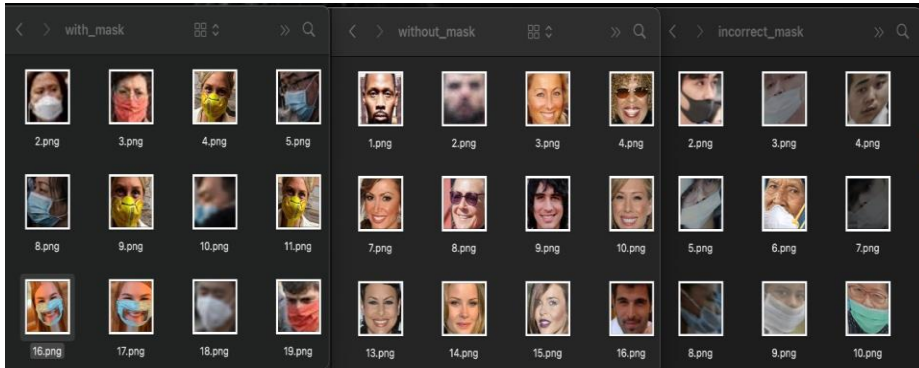 with_mask
2.png 3.png 4.png 5.png
8.png 9.png 10.png 11.png
16.png 17.png 18.png 19.png
without_mask
1.png 2.png 3.png 4.png
7.png 8.png 9.png 10.png
13.png 14.png 15.png 16.png
incorrect_mask
2.png 3.png 4.png
5.png 6.png 7.png
8.png 9.png 10.png